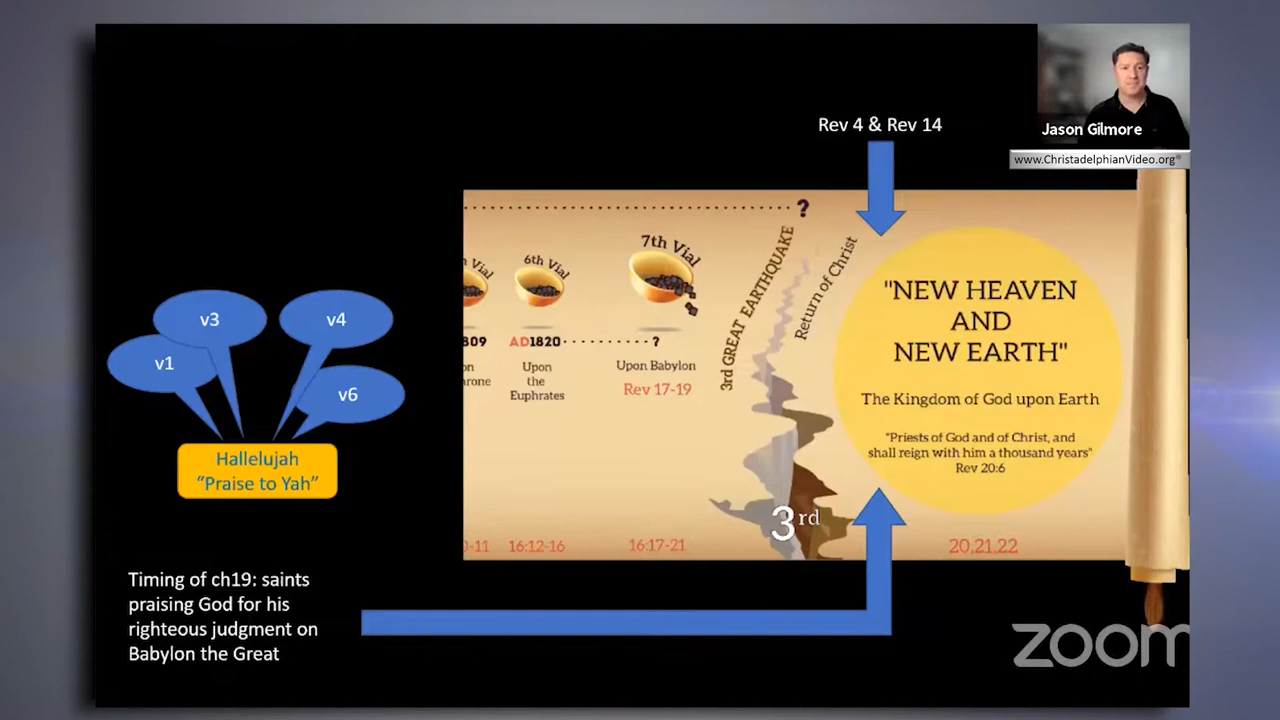 Rev 4 & Rev 14
Jason Gilmore
www.ChristadelphianVideo.org®
?
h Vial
6th Vial
7th Vial
3rd GREAT EARTHQUAKE
Return of Christ
"NEW HEAVEN
AND
NEW EARTH"
The Kingdom of God upon Earth
"Priests of God and of Christ, and
shall reign with him a thousand years"
Rev 20:6
809
AD1820
?
on
hrone
Upon
the
Euphrates
Upon Babylon
Rev 17-19
3rd
0-11
16:12-16
16:17-21
20,21.22
v1
v3
v4
v6
Hallelujah
“Praise to Yah”
Timing of ch19: saints
praising God for his
righteous judgment on
Babylon the Great
zoom